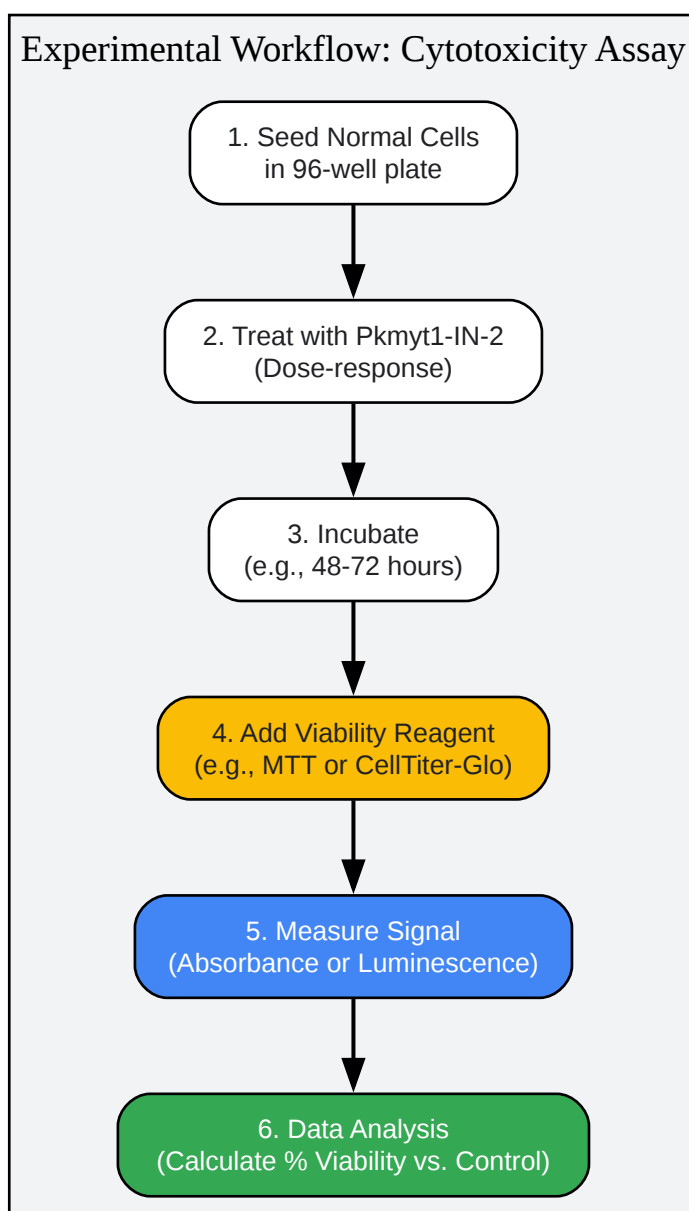 Experimental Workflow: Cytotoxicity Assay
1. Seed Normal Cells
in 96-well plate
2. Treat with Pkmyt1-IN-2
(Dose-response)
3. Incubate
(e.g., 48-72 hours)
4. Add Viability Reagent
(e.g., MTT or CellTiter-Glo)
5. Measure Signal
(Absorbance or Luminescence)
6. Data Analysis
(Calculate % Viability vs. Control)